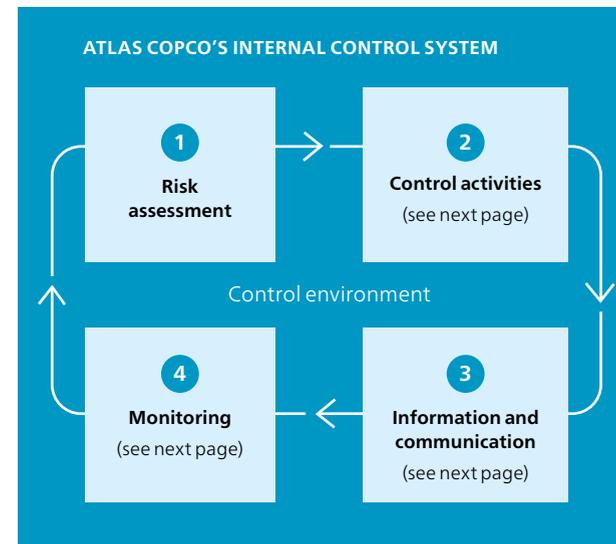 ATLAS COPCO’S INTERNAL CONTROL SYSTEM
1
Risk
assessment
2
Control activities
(see next page)
Control environment
4
Monitoring
(see next page)
3
Information and
communication
(see next page)